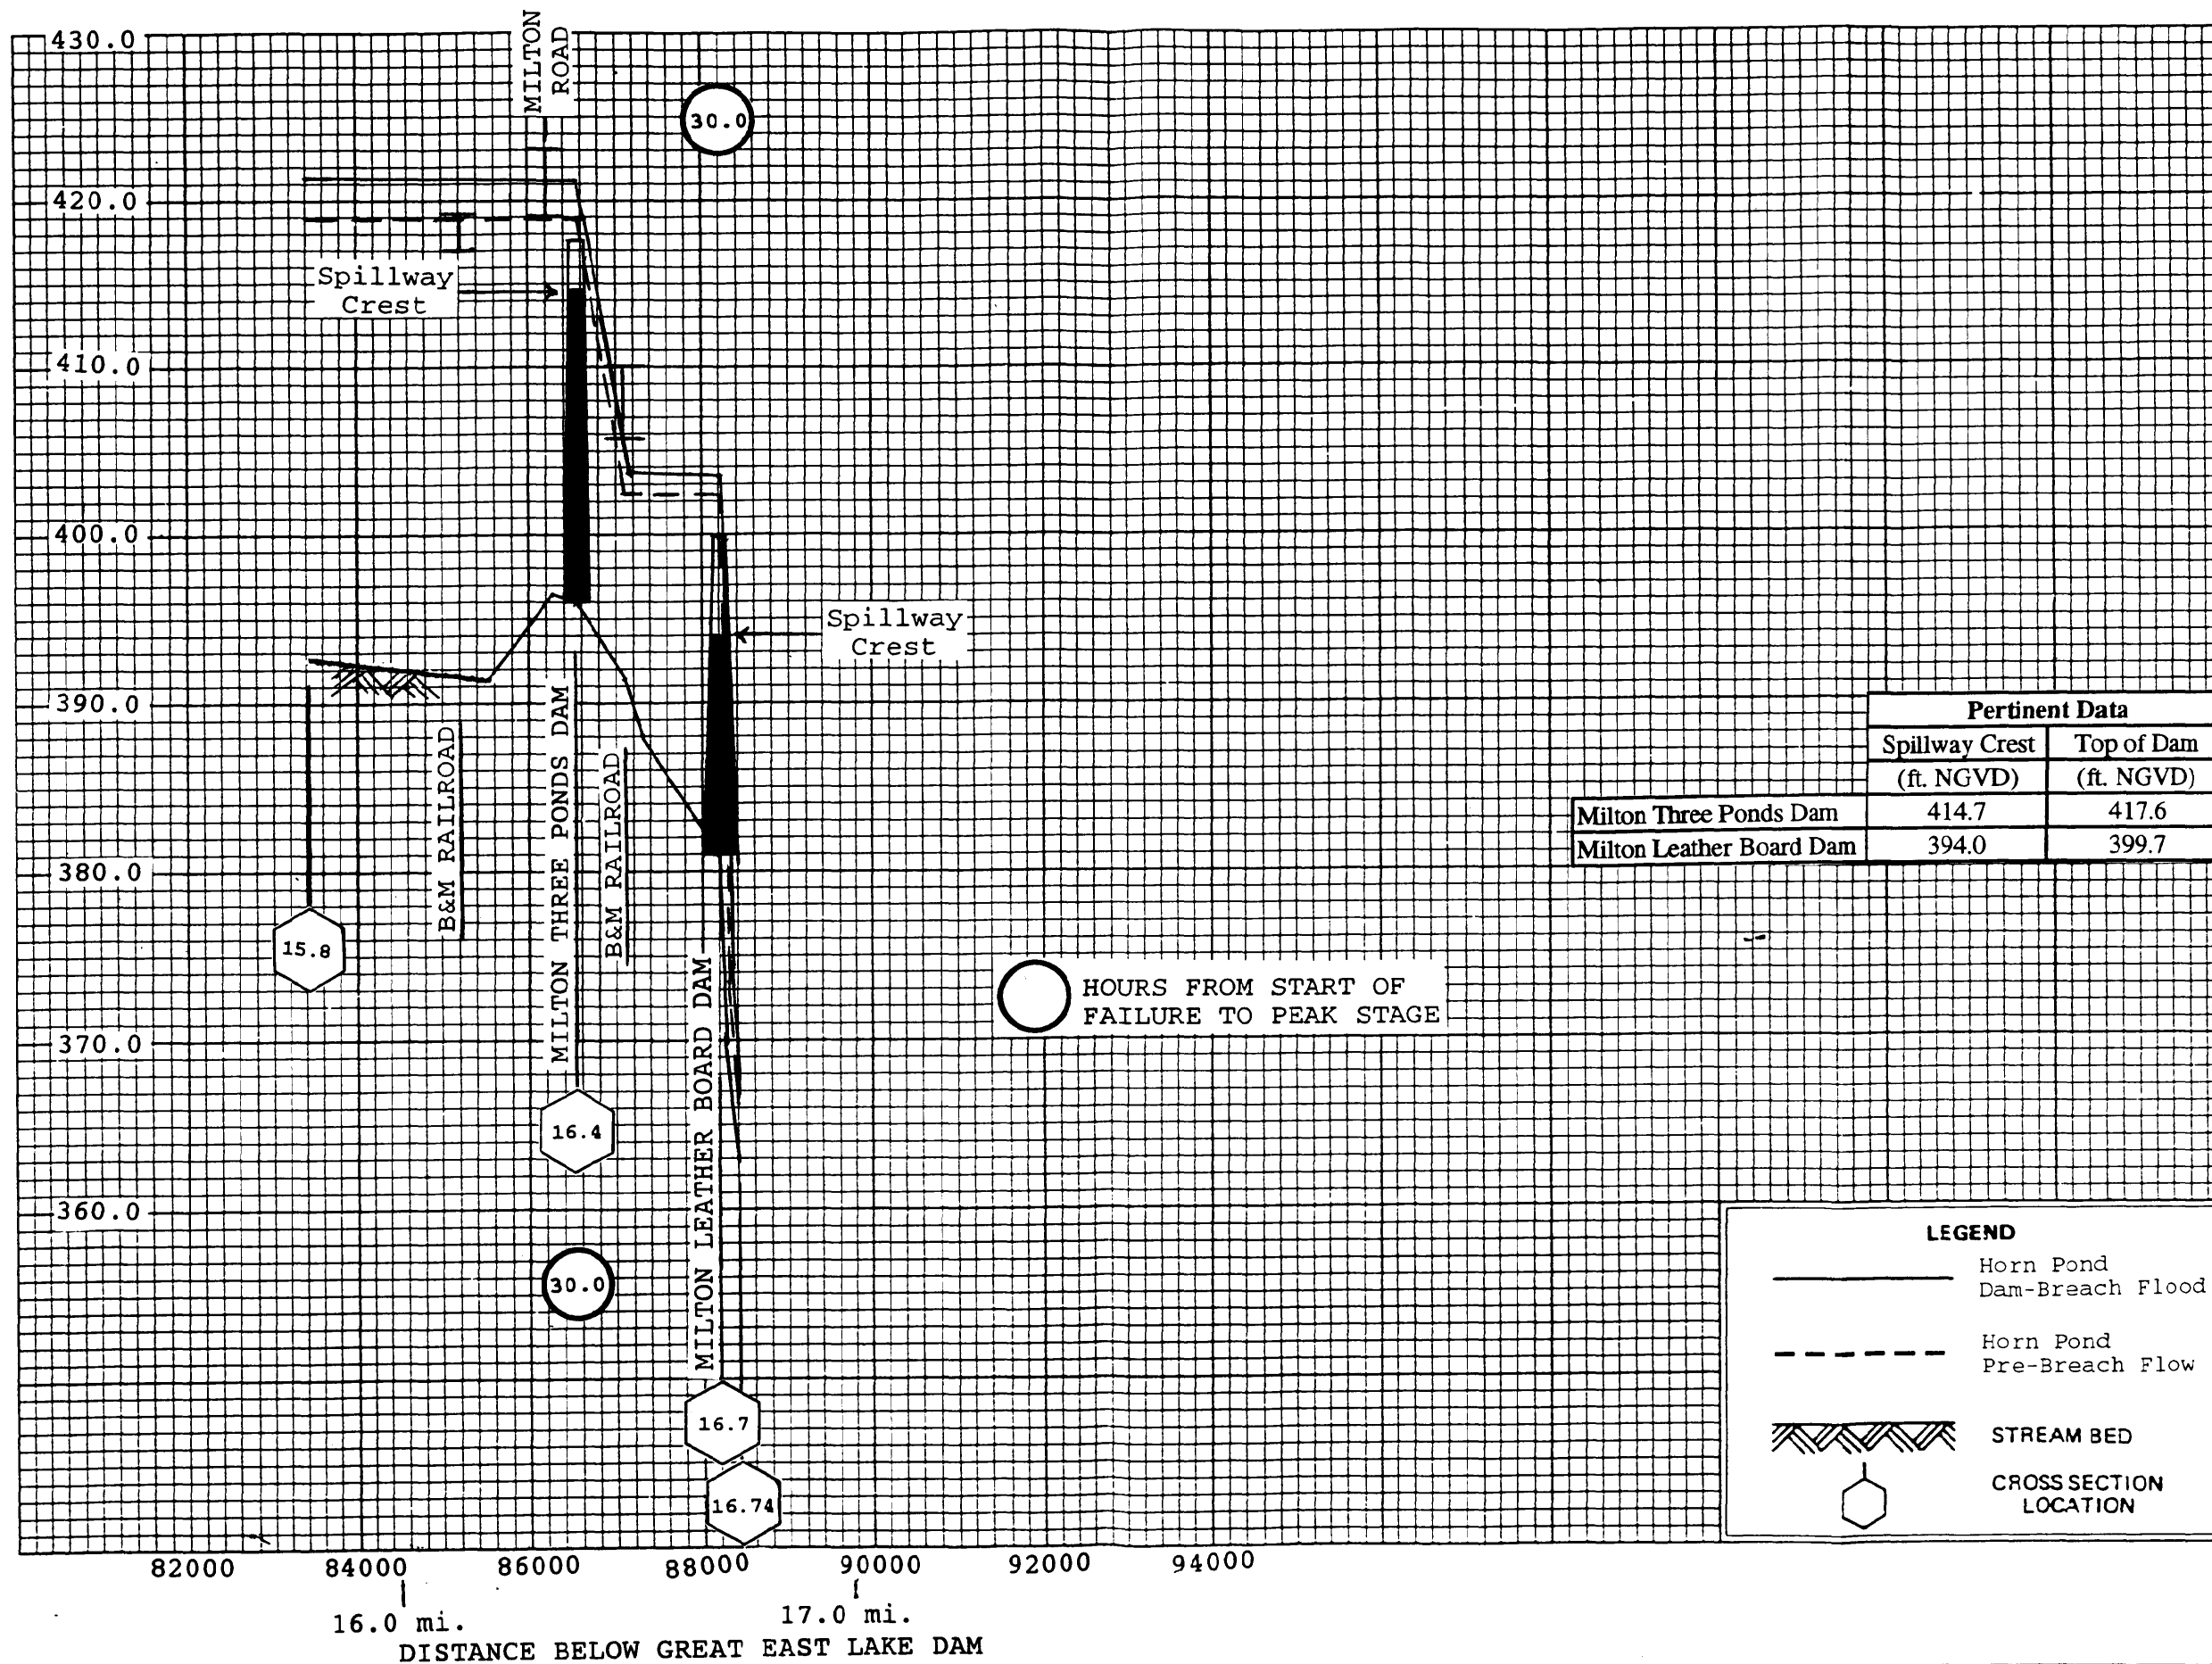 MILTON
ROAD
430.0
420.0
410.0
400.0
390.0
380.0
370.0
360.0
30.0
Spillway
Crest
Spillway
Crest
B&M RAILROAD
MILTON THREE PONDS DAM
B&M RAILROAD
MILTON LEATHER BOARD DAM
15.8
16.4
30.0
16.7
16.74
Pertinent Data
Spillway Crest Top of Dam
(ft. NGVD) (ft. NGVD)
Milton Three Ponds Dam 414.7 417.6
Milton Leather Board Dam 394.0 399.7
HOURS FROM START OF
FAILURE TO PEAK STAGE
LEGEND
Horn Pond
Dam-Breach Flood
Horn Pond
Pre-Breach Flow
STREAM BED
CROSS SECTION
LOCATION
82000 84000 86000 88000 90000 92000 94000
16.0 mi. 17.0 mi.
DISTANCE BELOW GREAT EAST LAKE DAM